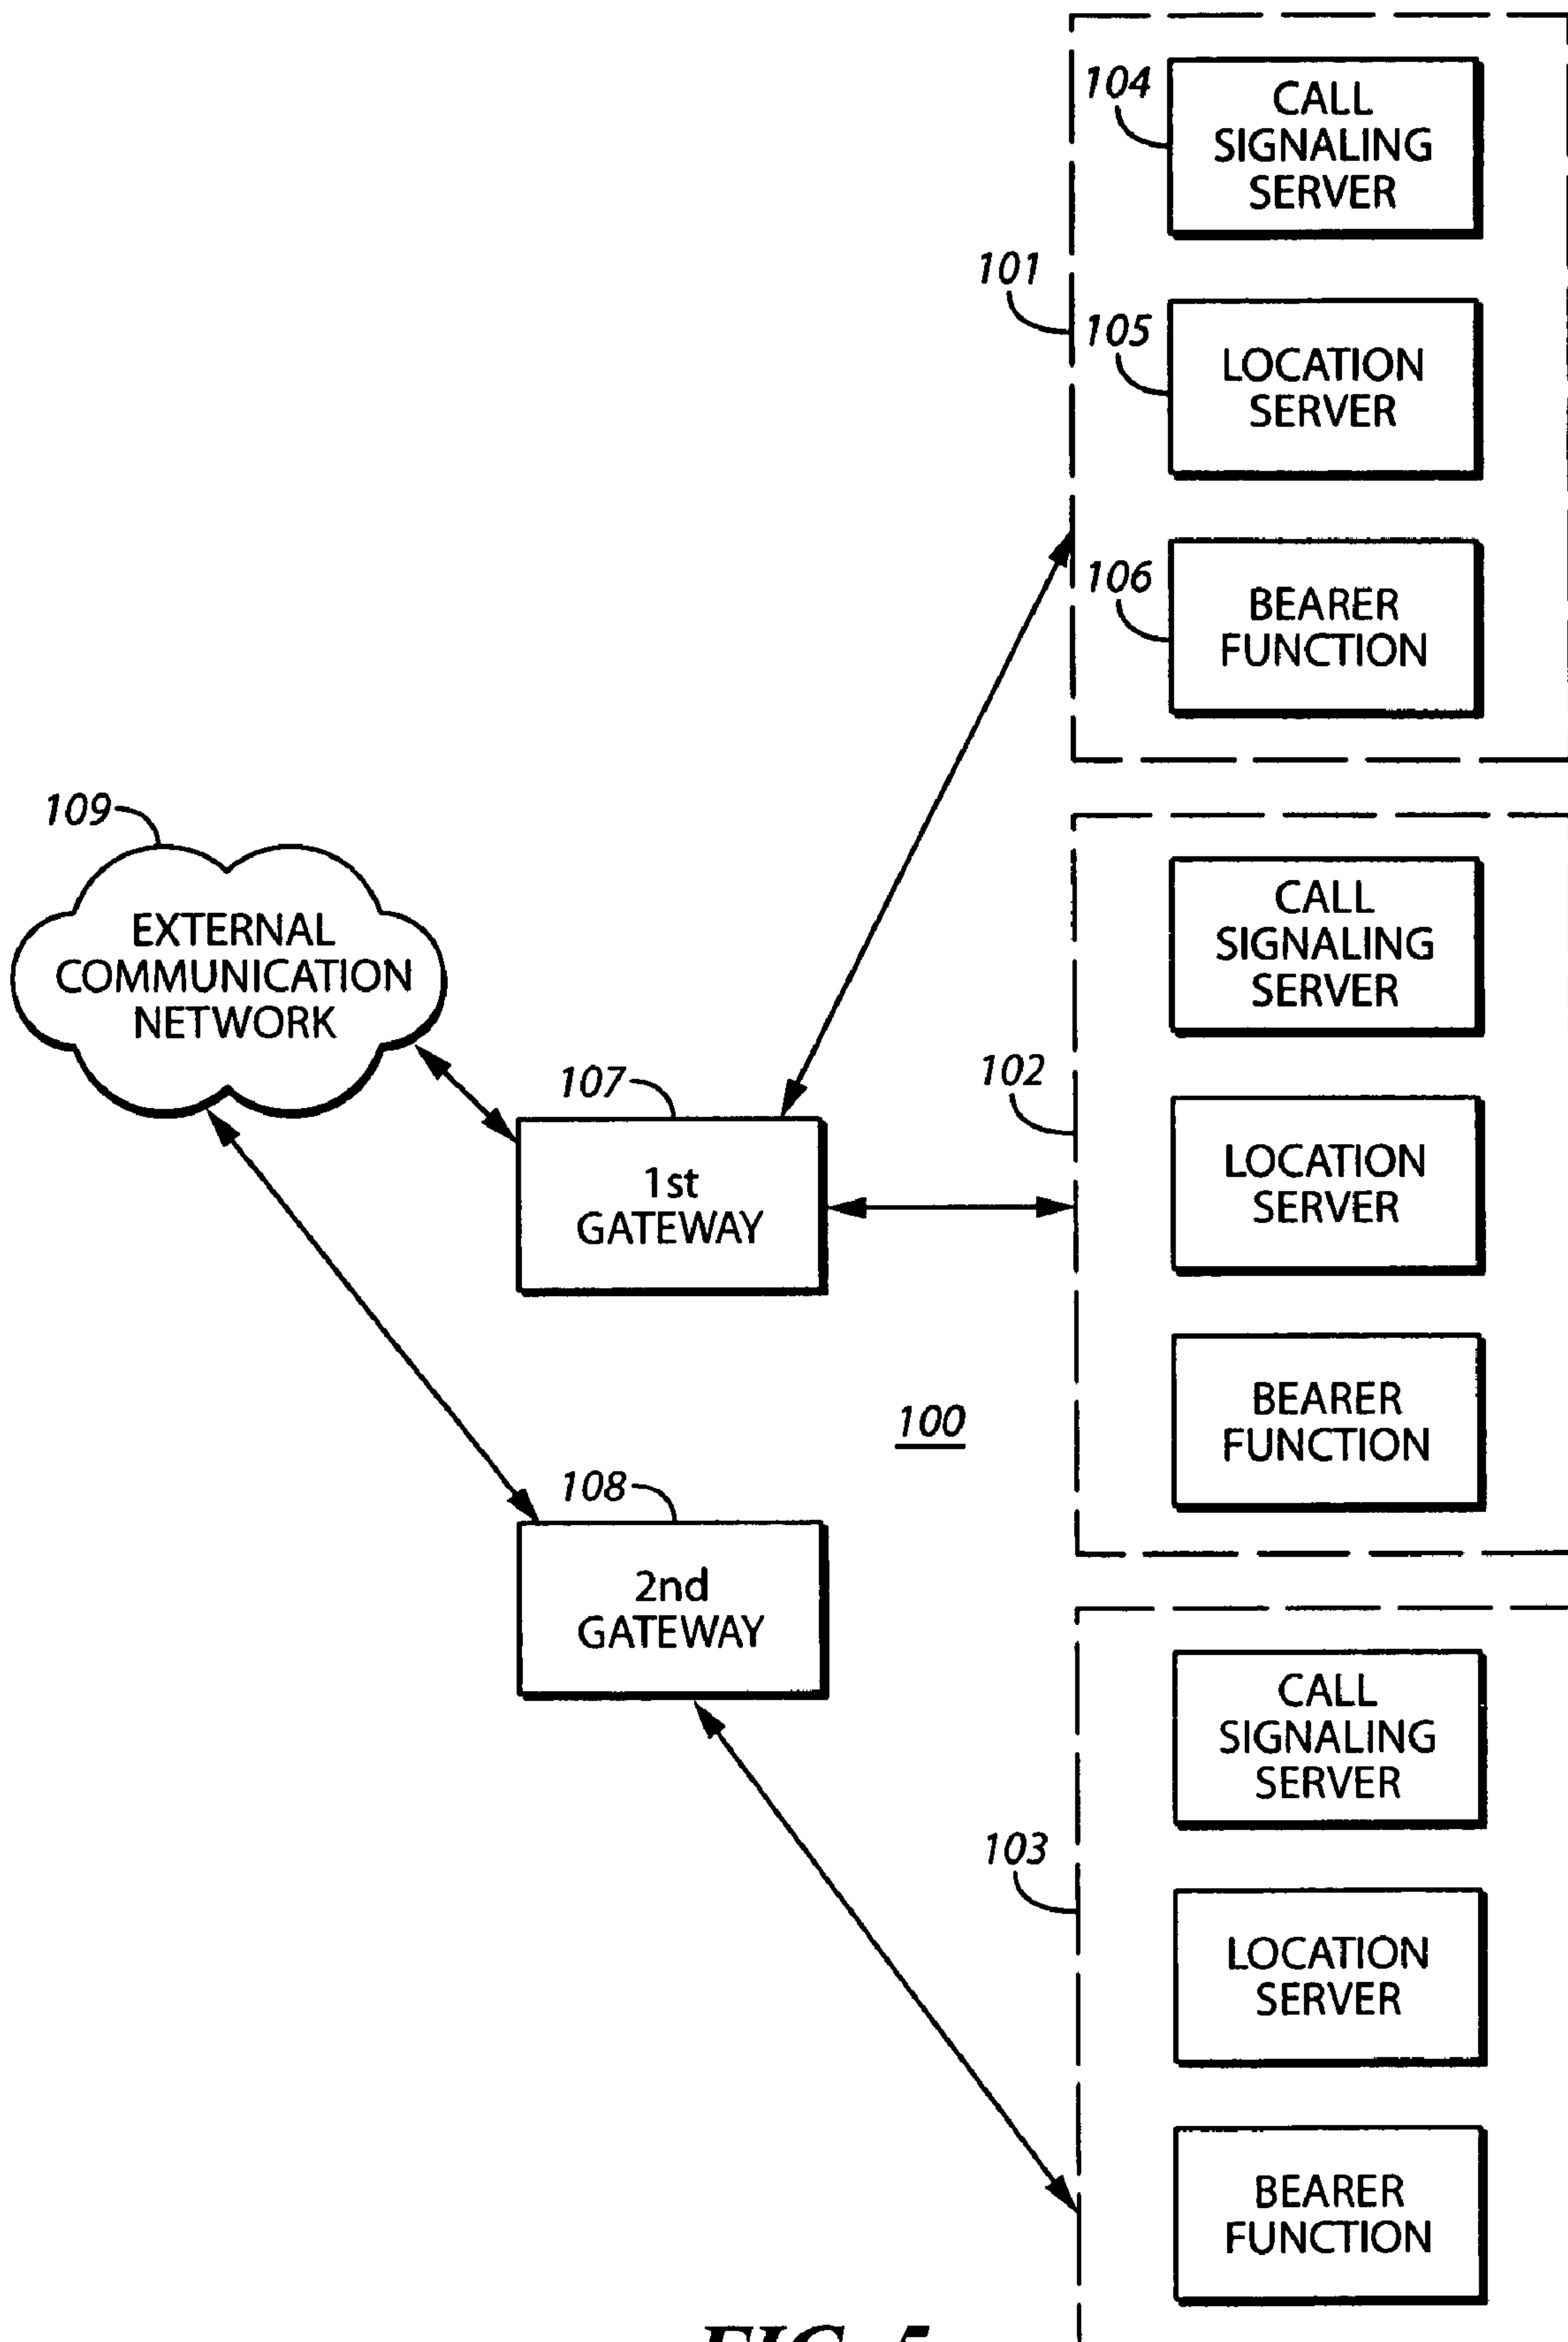 104
CALL
SIGNALING
SERVER
101
105
LOCATION
SERVER
106
BEARER
FUNCTION
109
EXTERNAL
COMMUNICATION
NETWORK
107
1st
GATEWAY
102
CALL
SIGNALING
SERVER
LOCATION
SERVER
BEARER
FUNCTION
100
108
2nd
GATEWAY
103
CALL
SIGNALING
SERVER
LOCATION
SERVER
BEARER
FUNCTION